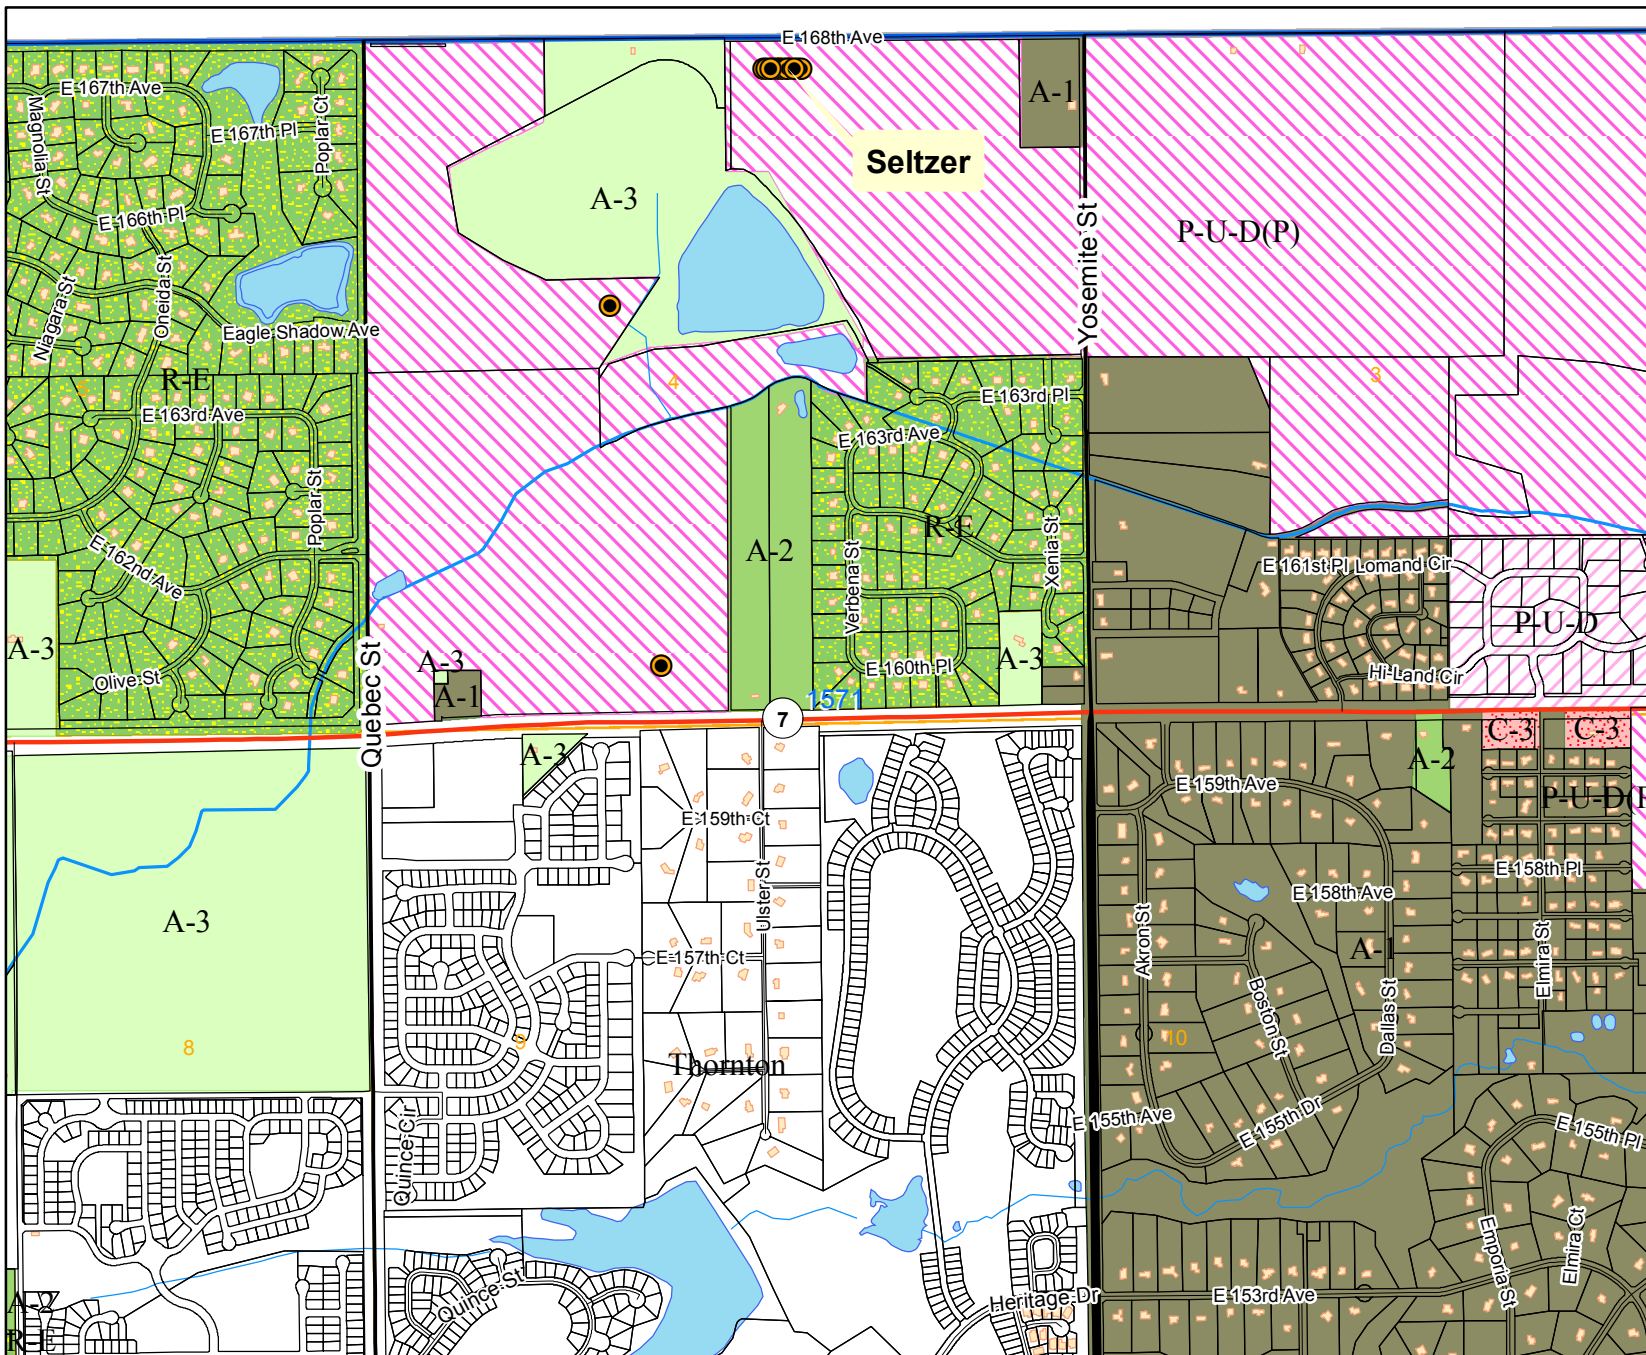 E 168th Ave
E 167th Ave
Magnolia St
E 167th Pl
Poplar Ct
A-1
Seltzer
E 166th Pl
A-3
P-U-D(P)
Yosemite St
Niagara St
Oneida St
Eagle Shadow Ave
R-E
4
3
E 163rd Ave
E 163rd Pl
E 163rd Ave
Poplar St
R-E
E 162nd Ave
A-2
Verbena St
Xenia St
E 161st Pl
Lomand Cir
P-U-D
A-3
Olive St
Quebec St
A-3
A-1
E 160th Pl
A-3
Hi-Land Cir
1571
7
C-3
C-3
A-3
A-2
E 159th Ave
P-U-D(P
E 159th Ct
Ulster St
E 158th Pl
E 158th Ave
A-3
Akron St
A-1
Elmira St
E 157th Ct
Boston St
Dallas St
8
9
10
Thornton
Quince Cir
E 155th Ave
E 155th Dr
E 155th Pl
Quince St
Emporia St
Elmira Ct
A-2
Heritage Dr
E 153rd Ave
R-E